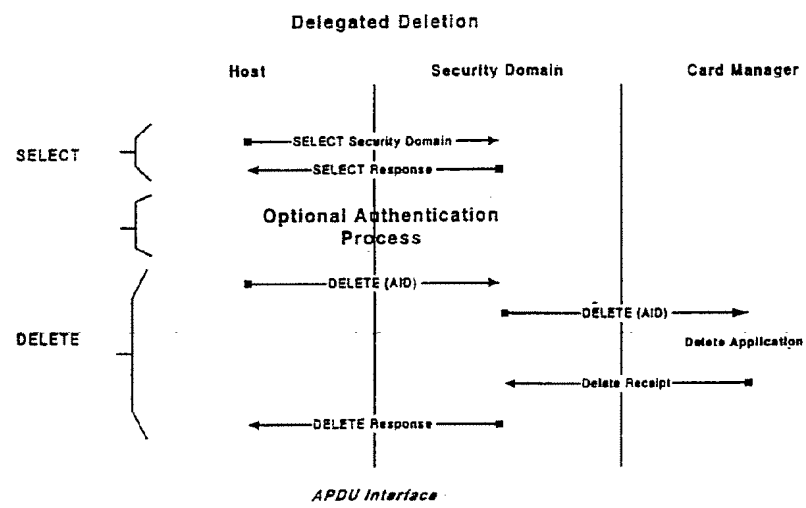 Delegated Deletion
Host Security Domain Card Manager
SELECT
SELECT Security Domain
SELECT Response
Optional Authentication
Process
DELETE
DELETE (AID)
DELETE (AID)
Delete Application
Delete Receipt
DELETE Response
APDU Interface